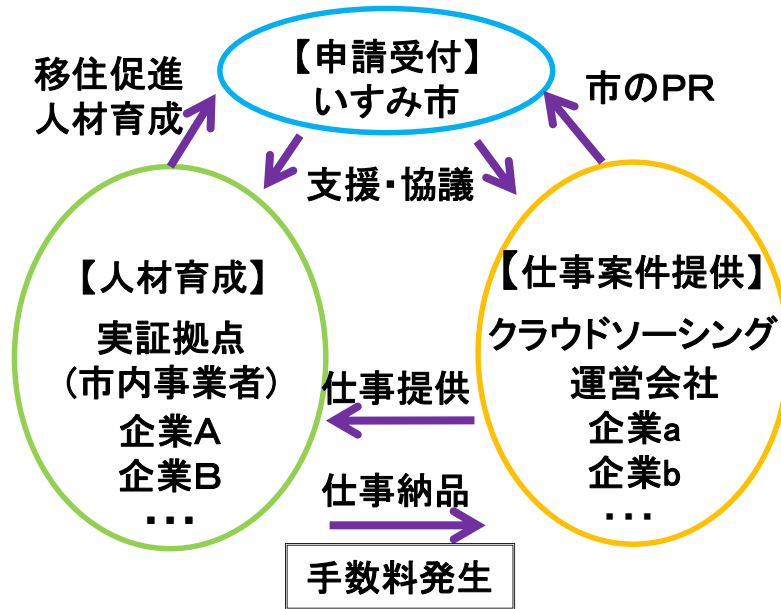 【申請受付】
いすみ市
移住促進
人材育成
市のPR
支援・協議
【人材育成】
実証拠点
(市内事業者)
企業A
企業B
・・・
【仕事案件提供】
クラウドソーシング
運営会社
企業a
企業b
・・・
仕事提供
仕事納品
手数料発生